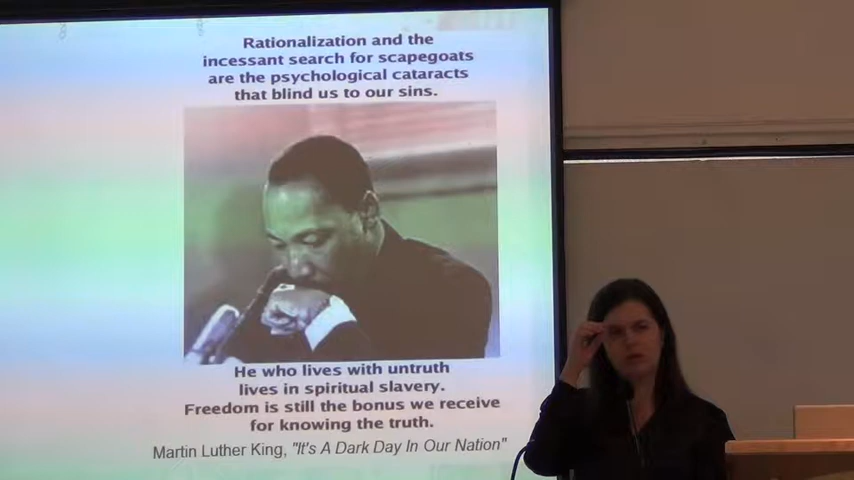 Rationalization and the
incessant search for scapegoats
are the psychological cataracts
that blind us to our sins.
He who lives with untruth
lives in spiritual slavery.
Freedom is still the bonus we receive
for knowing the truth.
Martin Luther King, "It's A Dark Day In Our Nation"